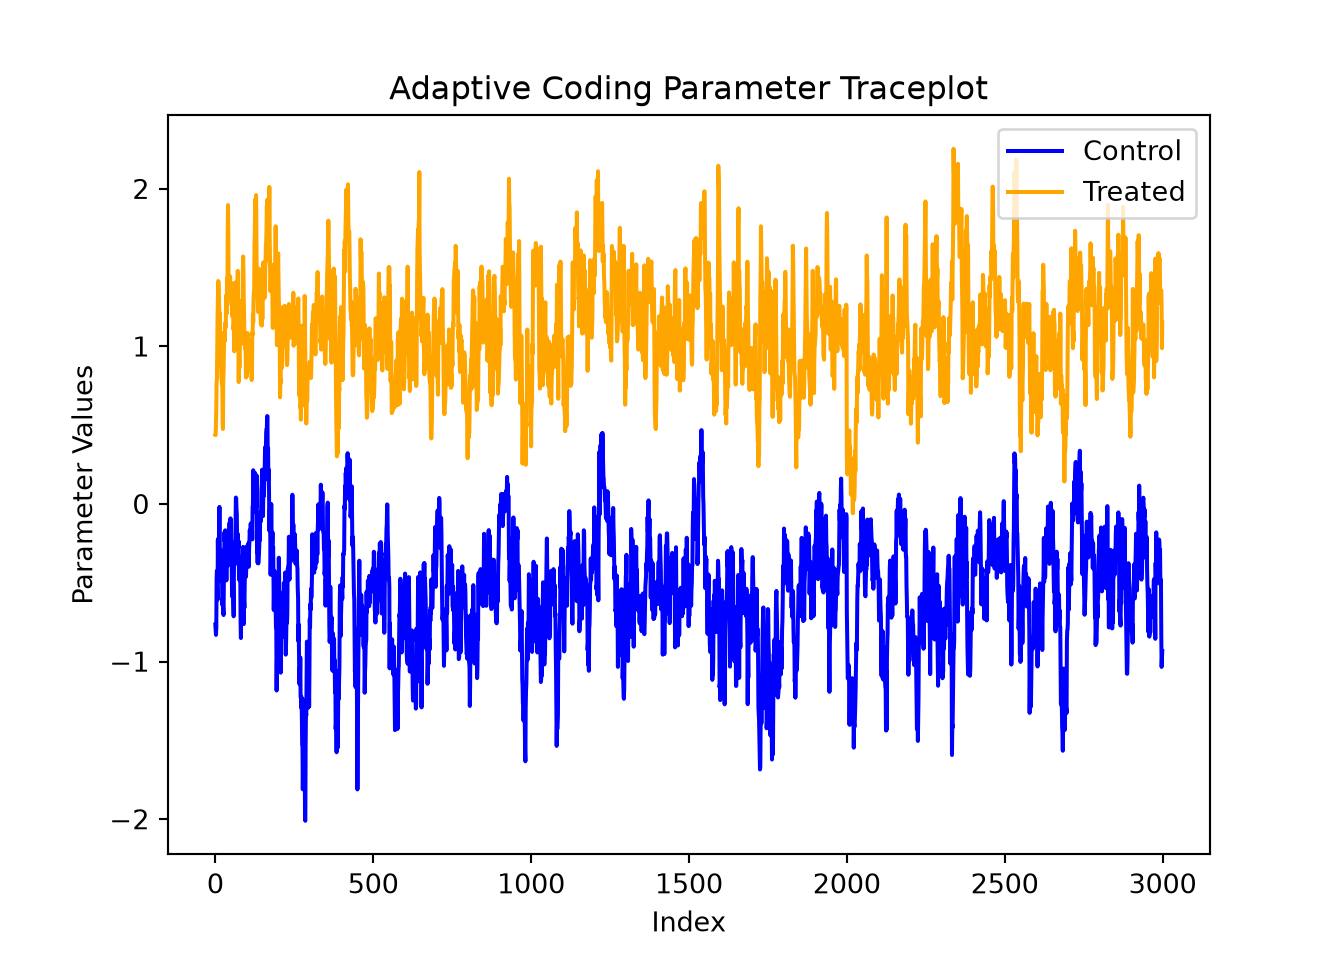 Adaptive Coding Parameter Traceplot
Control
Treated
Parameter Values
2
1
0
−1
−2
0 500 1000 1500 2000 2500 3000
Index